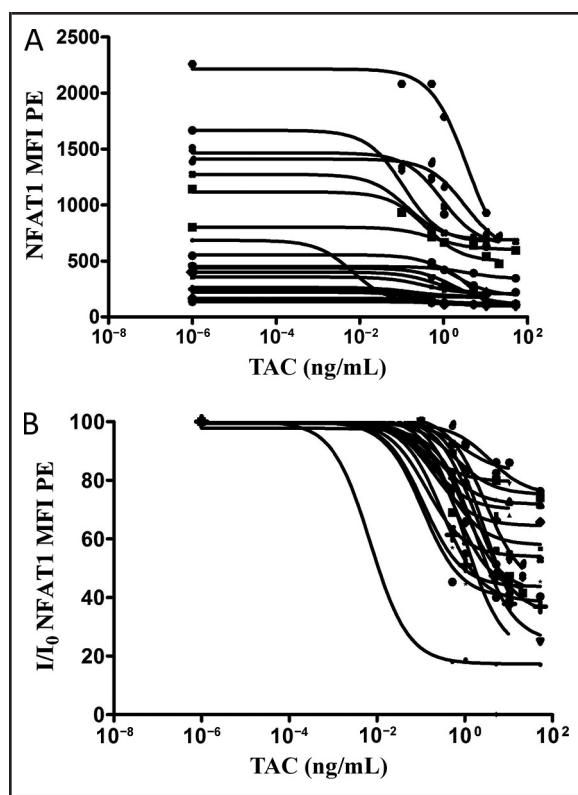 A
NFAT1 MFI PE
2500
2000
1500
1000
500
0
10⁻⁸ 10⁻⁶ 10⁻⁴ 10⁻² 10⁰ 10²
TAC (ng/mL)
B
I/I₀ NFAT1 MFI PE
100
80
60
40
20
0
10⁻⁸ 10⁻⁶ 10⁻⁴ 10⁻² 10⁰ 10²
TAC (ng/mL)